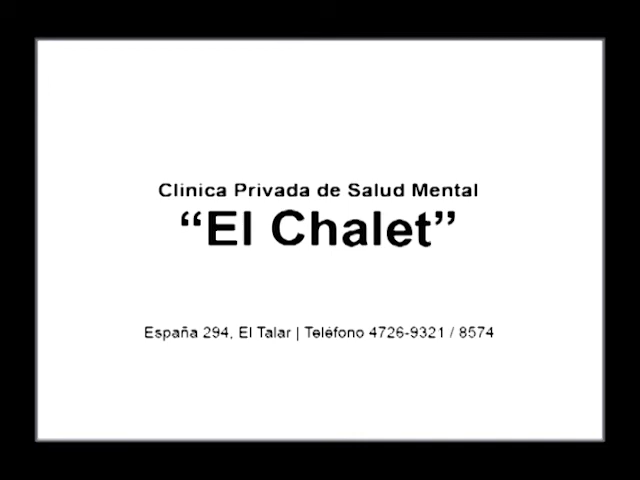 Clinica Privada de Salud Mental
“El Chalet”
España 294, El Talar | Teléfono 4726-9321 / 8574